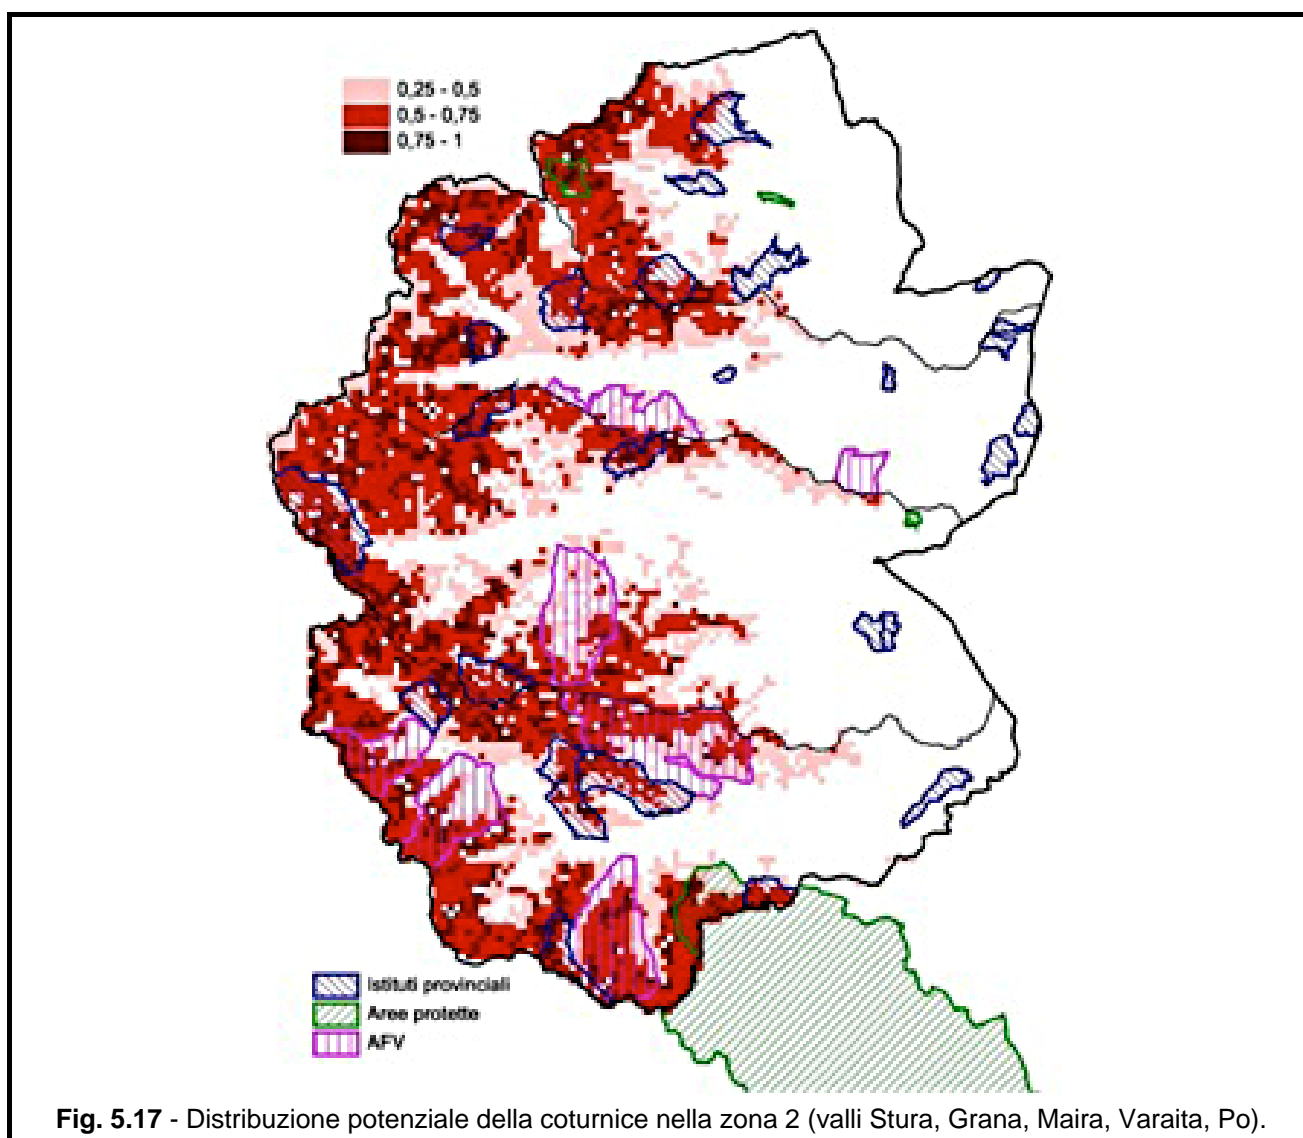 0,25 - 0,5
0,5 - 0,75
0,75 - 1
Istituti provinciali
Aree protette
AFV
Fig. 5.17 - Distribuzione potenziale della coturnice nella zona 2 (valli Stura, Grana, Maira, Varaita, Po).